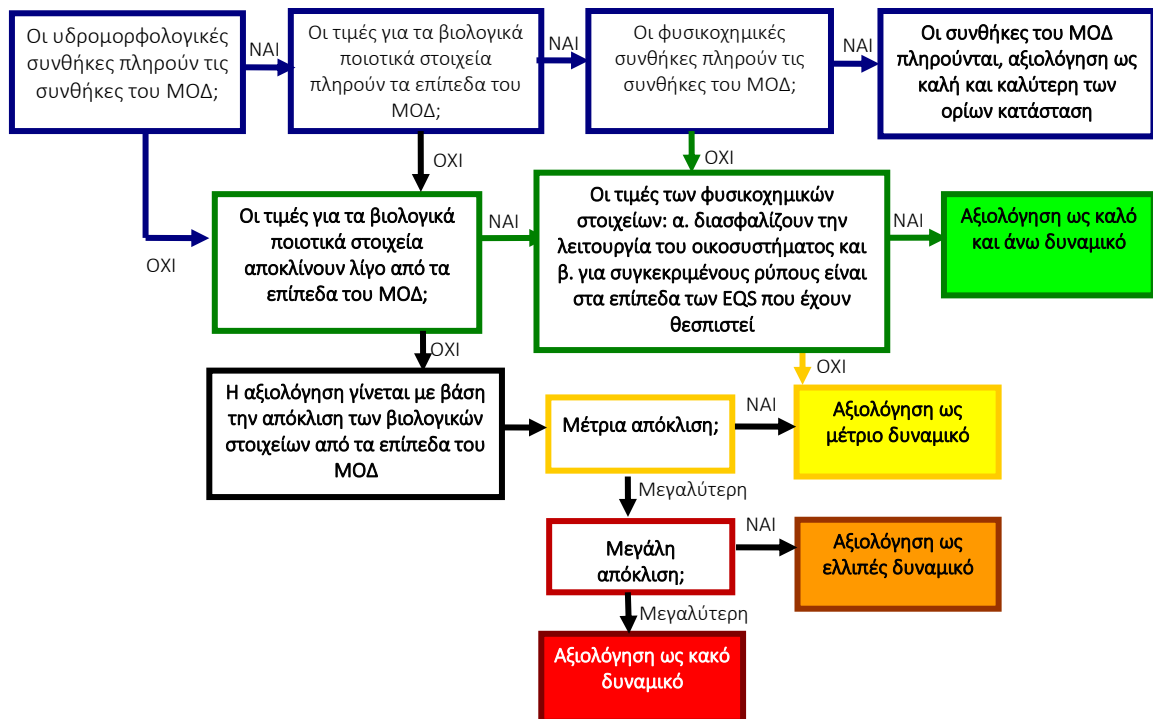 Οι υδρομορφολογικές
συνθήκες πληρούν τις
συνθήκες του ΜΟΔ;
ΝΑΙ
Οι τιμές για τα βιολογικά
ποιοτικά στοιχεία
πληρούν τα επίπεδα του
ΜΟΔ;
ΝΑΙ
Οι φυσικοχημικές
συνθήκες πληρούν τις
συνθήκες του ΜΟΔ;
ΝΑΙ
Οι συνθήκες του ΜΟΔ
πληρούνται, αξιολόγηση ως
καλή και καλύτερη των
ορίων κατάσταση
ΟΧΙ
ΟΧΙ
ΟΧΙ
Οι τιμές για τα βιολογικά
ποιοτικά στοιχεία
αποκλίνουν λίγο από τα
επίπεδα του ΜΟΔ;
ΝΑΙ
Οι τιμές των φυσικοχημικών
στοιχείων: α. διασφαλίζουν την
λειτουργία του οικοσυστήματος και
β. για συγκεκριμένους ρύπους είναι
στα επίπεδα των EQS που έχουν
θεσπιστεί
ΝΑΙ
Αξιολόγηση ως καλό
και άνω δυναμικό
ΟΧΙ
ΟΧΙ
Η αξιολόγηση γίνεται με βάση
την απόκλιση των βιολογικών
στοιχείων από τα επίπεδα του
ΜΟΔ
Μέτρια απόκλιση;
ΝΑΙ
Αξιολόγηση ως
μέτριο δυναμικό
Μεγαλύτερη
Μεγάλη
απόκλιση;
ΝΑΙ
Αξιολόγηση ως
ελλιπές δυναμικό
Μεγαλύτερη
Αξιολόγηση ως κακό
δυναμικό